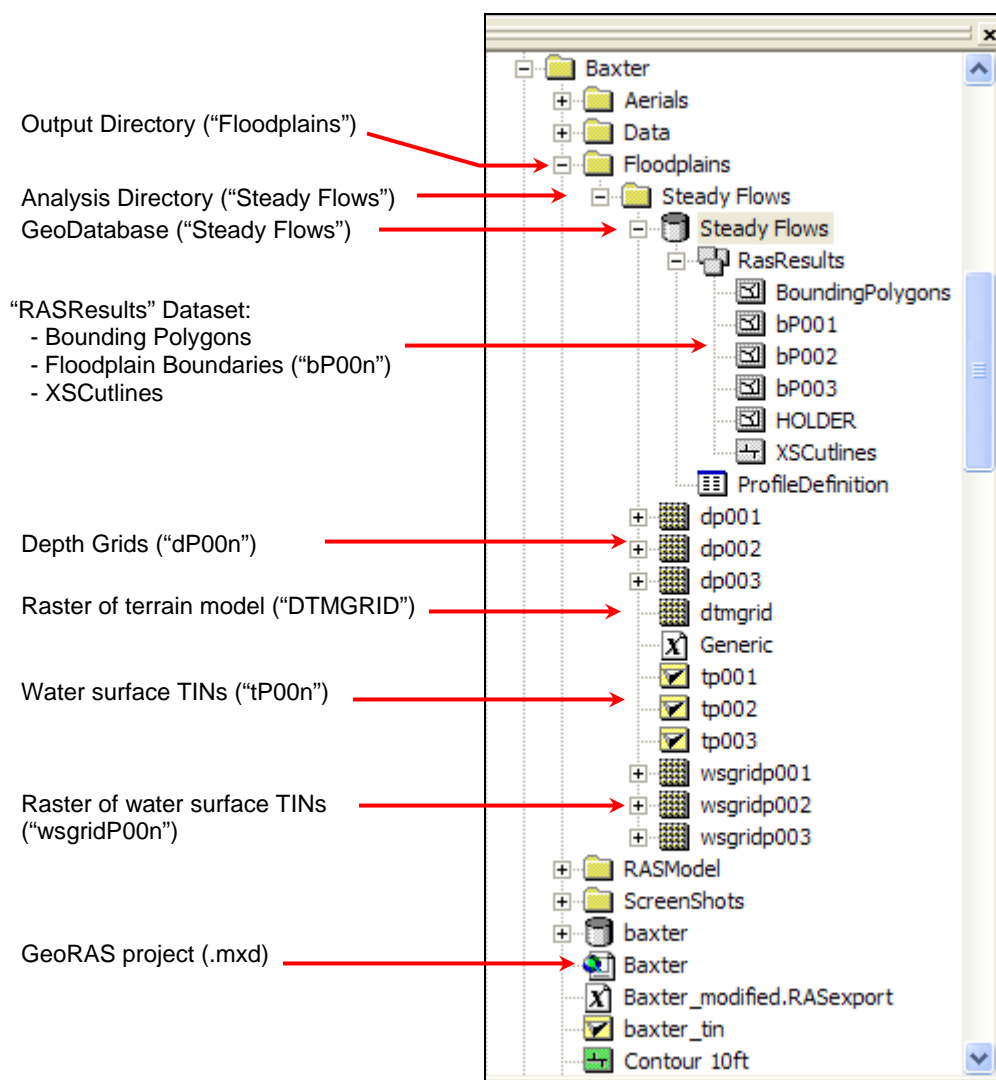 Output Directory (“Floodplains”)
Analysis Directory (“Steady Flows”)
GeoDatabase (“Steady Flows”)
“RASResults” Dataset:
- Bounding Polygons
- Floodplain Boundaries (“bP00n”)
- XSCutlines
Depth Grids (“dP00n”)
Raster of terrain model (“DTMGRID”)
Water surface TINs (“tP00n”)
Raster of water surface TINs
(“wsgridP00n”)
GeoRAS project (.mxd)
Baxter
Aerials
Data
Floodplains
Steady Flows
Steady Flows
RasResults
BoundingPolygons
bP001
bP002
bP003
HOLDER
XSCutlines
ProfileDefinition
dp001
dp002
dp003
dtmgrid
Generic
tp001
tp002
tp003
wsgridp001
wsgridp002
wsgridp003
RASModel
ScreenShots
baxter
Baxter
Baxter_modified.RASexport
baxter_tin
Contour 10ft